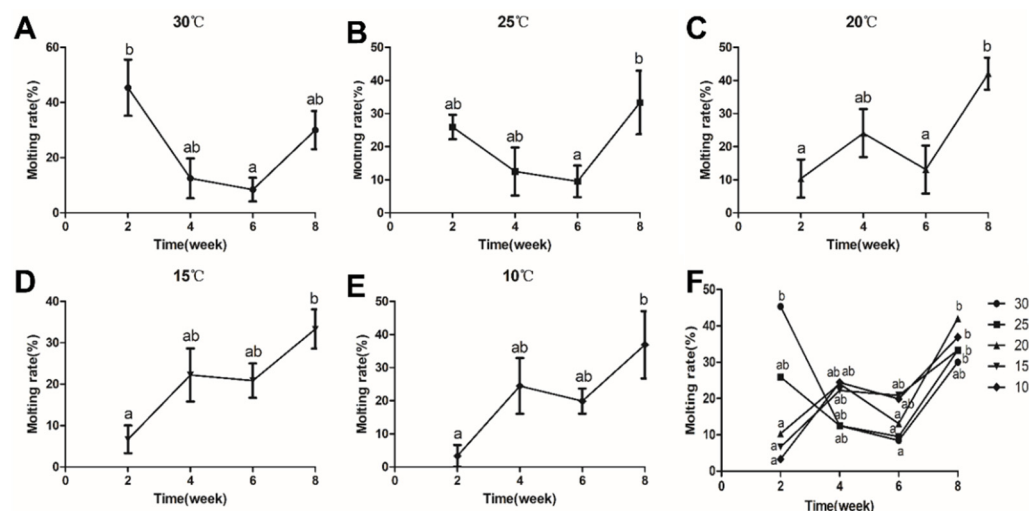 A
30℃
Molting rate(%)
60
40
20
0
b
ab
a
ab
0 2 4 6 8
Time(week)
B
25℃
Molting rate(%)
50
40
30
20
10
0
ab
ab
a
b
0 2 4 6 8
Time(week)
C
20℃
Molting rate(%)
50
40
30
20
10
0
a
ab
a
b
0 2 4 6 8
Time(week)
D
15℃
Molting rate(%)
40
30
20
10
0
a
ab
ab
b
0 2 4 6 8
Time(week)
E
10℃
Molting rate(%)
50
40
30
20
10
0
a
ab
ab
b
0 2 4 6 8
Time(week)
F
Molting rate(%)
50
40
30
20
10
0
b
ab
a
a
a
ab ab
ab
ab
ab
ab
ab
a
a
a
b
b
b
b
ab
0 2 4 6 8
Time(week)
30
25
20
15
10